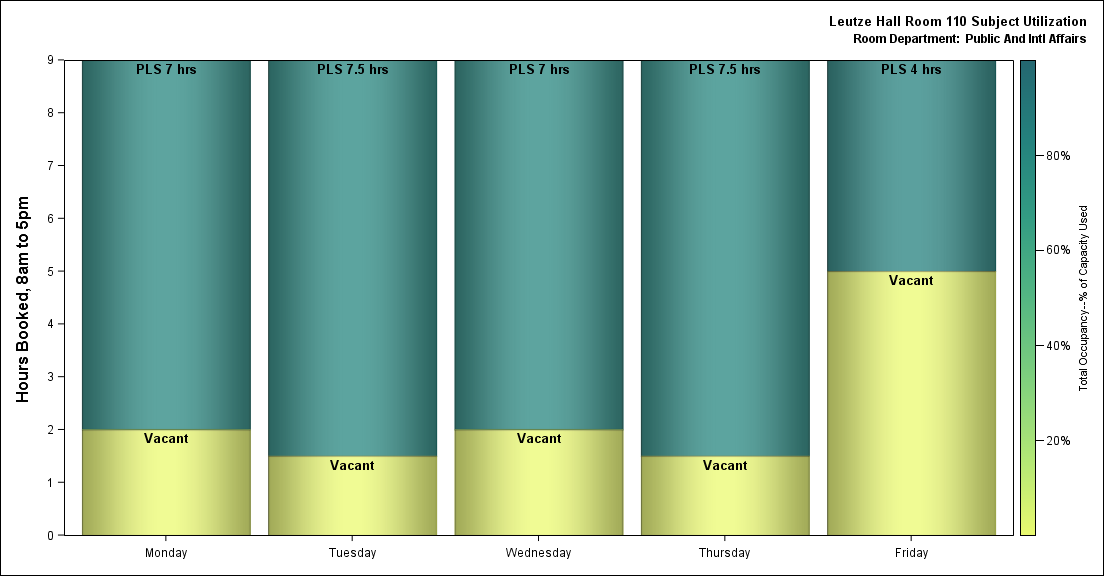 Leutze Hall Room 110 Subject Utilization
Room Department: Public And Intl Affairs
Hours Booked, 8am to 5pm
9
8
7
6
5
4
3
2
1
0
PLS 7 hrs
PLS 7.5 hrs
PLS 7 hrs
PLS 7.5 hrs
PLS 4 hrs
Vacant
Vacant
Vacant
Vacant
Vacant
Monday
Tuesday
Wednesday
Thursday
Friday
80%
60%
40%
20%
Total Occupancy--% of Capacity Used